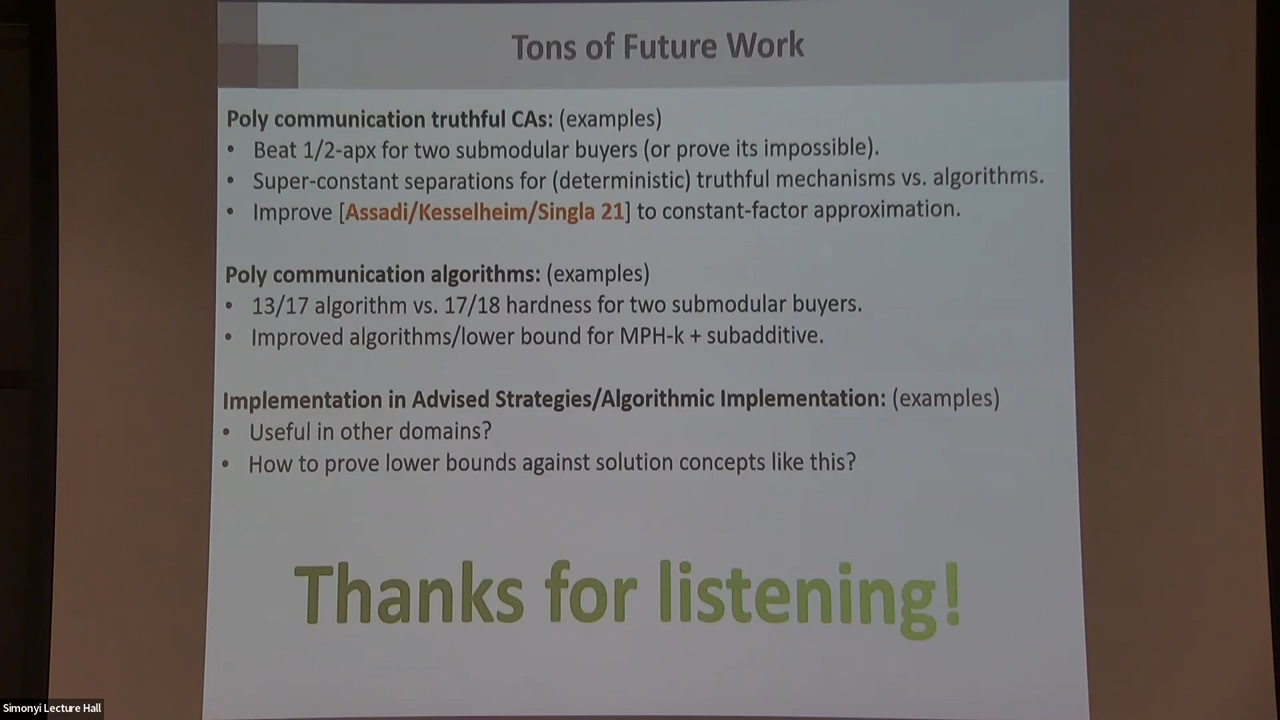 Tons of Future Work
Poly communication truthful CAs: (examples)
• Beat 1/2-apx for two submodular buyers (or prove its impossible).
• Super-constant separations for (deterministic) truthful mechanisms vs. algorithms.
• Improve [Assadi/Kesselheim/Singla 21] to constant-factor approximation.
Poly communication algorithms: (examples)
• 13/17 algorithm vs. 17/18 hardness for two submodular buyers.
• Improved algorithms/lower bound for MPH-k + subadditive.
Implementation in Advised Strategies/Algorithmic Implementation: (examples)
• Useful in other domains?
• How to prove lower bounds against solution concepts like this?
Thanks for listening!
Simonyi Lecture Hall